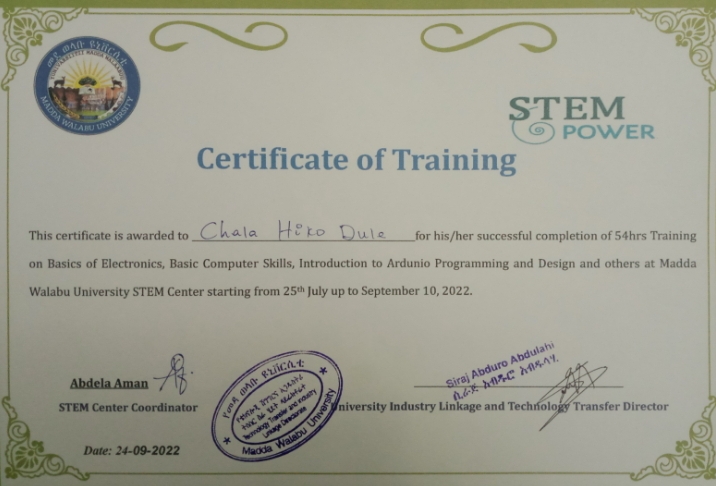 መዳ ወላቡ ዩኒቨርሲቲ
MADDA WALABU UNIVERSITY
STEM
POWER
Certificate of Training
This certificate is awarded to Chala Hiko Dule for his/her successful completion of 54hrs Training
on Basics of Electronics, Basic Computer Skills, Introduction to Ardunio Programming and Design and others at Madda
Walabu University STEM Center starting from 25th July up to September 10, 2022.
Abdela Aman
STEM Center Coordinator
Siraj Abduro Abdulahi
ሲራጅ አብዱሮ አብዱላሂ
University Industry Linkage and Technology Transfer Director
የመዳ ወላቡ ዩኒቨርሲቲ
Technology Transfer and Industry
Linkage Directorate
Madda Walabu University
Date: 24-09-2022